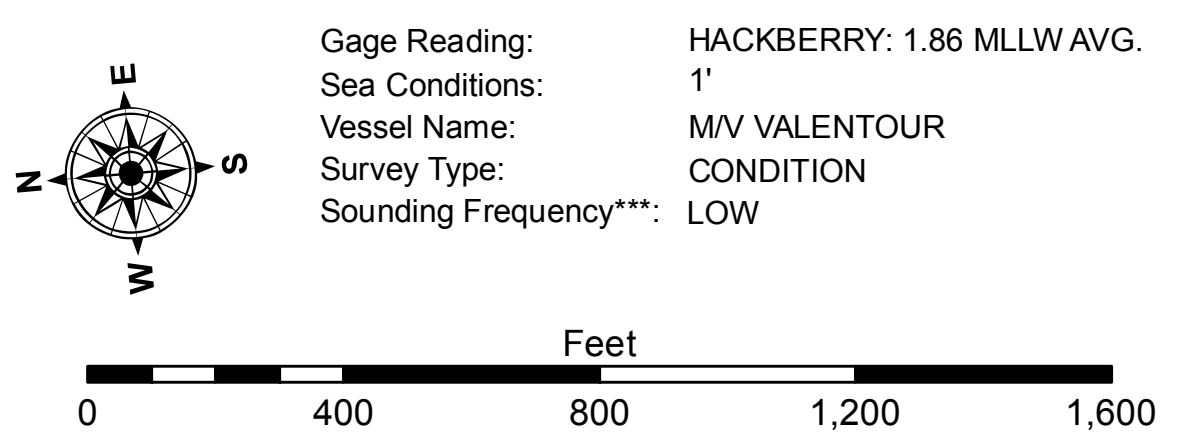 E
N
S
W
Gage Reading: HACKBERRY: 1.86 MLLW AVG.
Sea Conditions: 1'
Vessel Name: M/V VALENTOUR
Survey Type: CONDITION
Sounding Frequency***: LOW
Feet
0 400 800 1,200 1,600